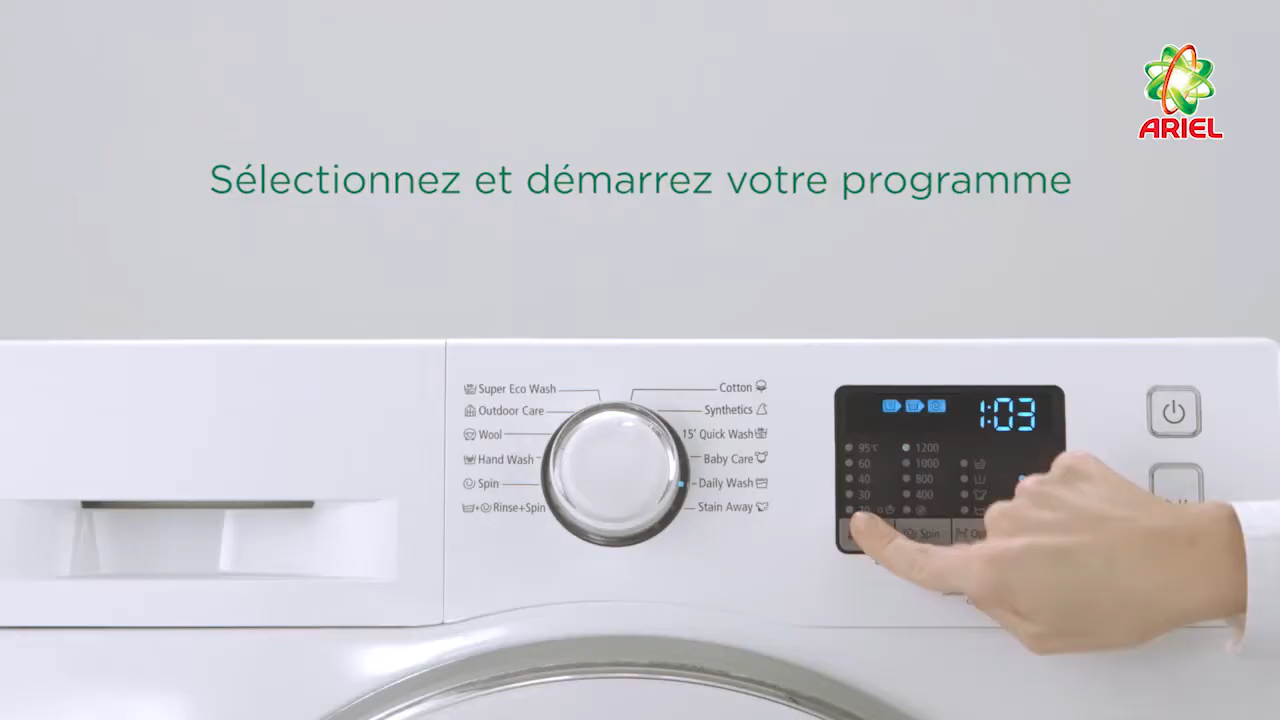 ARIEL
Sélectionnez et démarrez votre programme
Super Eco Wash
Outdoor Care
Wool
Hand Wash
Spin
Rinse+Spin
Cotton
Synthetics
15' Quick Wash
Baby Care
Daily Wash
Stain Away
1:03
95℃ 1200
60 1000
40 800
30 400
Spin